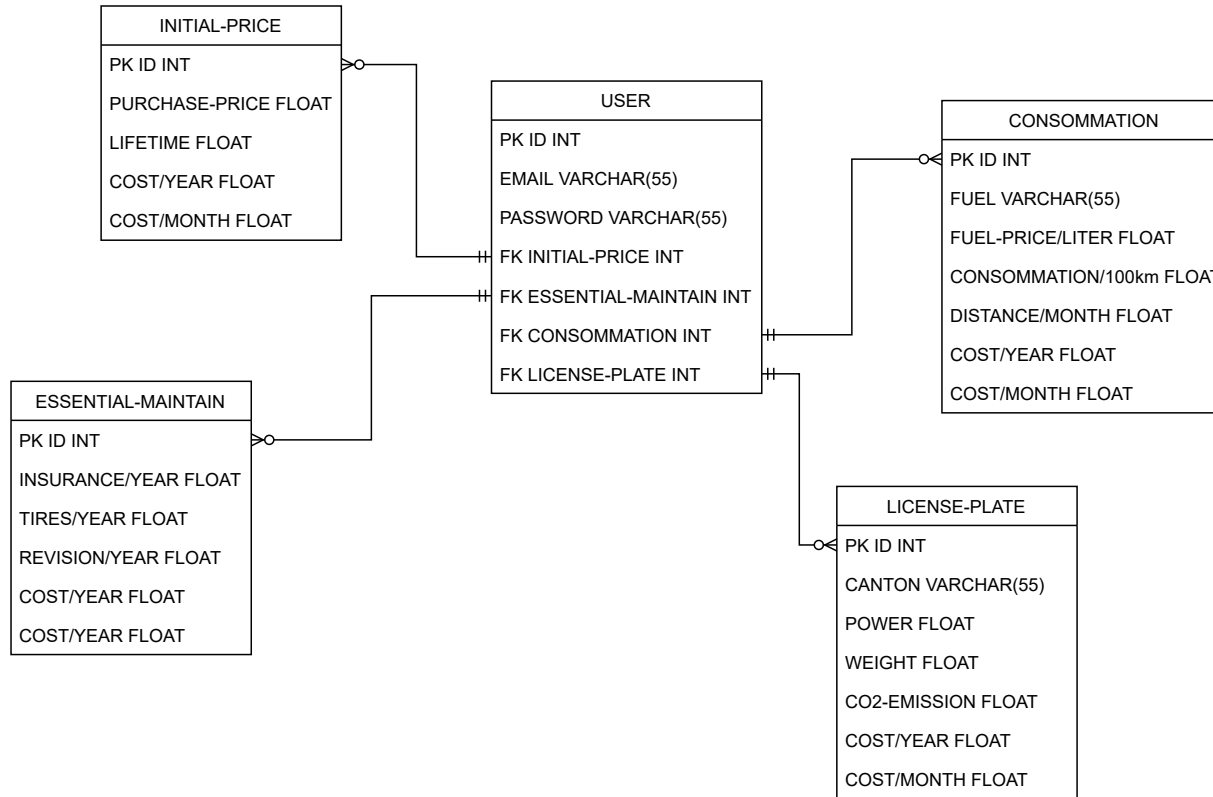 INITIAL-PRICE
PK ID INT
PURCHASE-PRICE FLOAT
LIFETIME FLOAT
COST/YEAR FLOAT
COST/MONTH FLOAT
USER
PK ID INT
EMAIL VARCHAR(55)
PASSWORD VARCHAR(55)
FK INITIAL-PRICE INT
FK ESSENTIAL-MAINTAIN INT
FK CONSOMMATION INT
FK LICENSE-PLATE INT
CONSOMMATION
PK ID INT
FUEL VARCHAR(55)
FUEL-PRICE/LITER FLOAT
CONSOMMATION/100km FLOAT
DISTANCE/MONTH FLOAT
COST/YEAR FLOAT
COST/MONTH FLOAT
ESSENTIAL-MAINTAIN
PK ID INT
INSURANCE/YEAR FLOAT
TIRES/YEAR FLOAT
REVISION/YEAR FLOAT
COST/YEAR FLOAT
COST/YEAR FLOAT
LICENSE-PLATE
PK ID INT
CANTON VARCHAR(55)
POWER FLOAT
WEIGHT FLOAT
CO2-EMISSION FLOAT
COST/YEAR FLOAT
COST/MONTH FLOAT